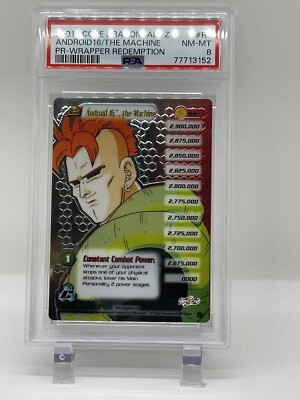 #R
ANDROID16/THE MACHINE NM-MT
PR-WRAPPER REDEMPTION 8
PSA 77713152
Android 16™, the Machine
2,900,000
2,875,000
2,850,000
2,825,000
2,800,000
2,775,000
2,750,000
2,725,000
2,700,000
2,675,000
0000
1
Constant Combat Power:
Whenever your opponent
stops one of your physical
attacks, lower his Main
Personality 2 power stages.